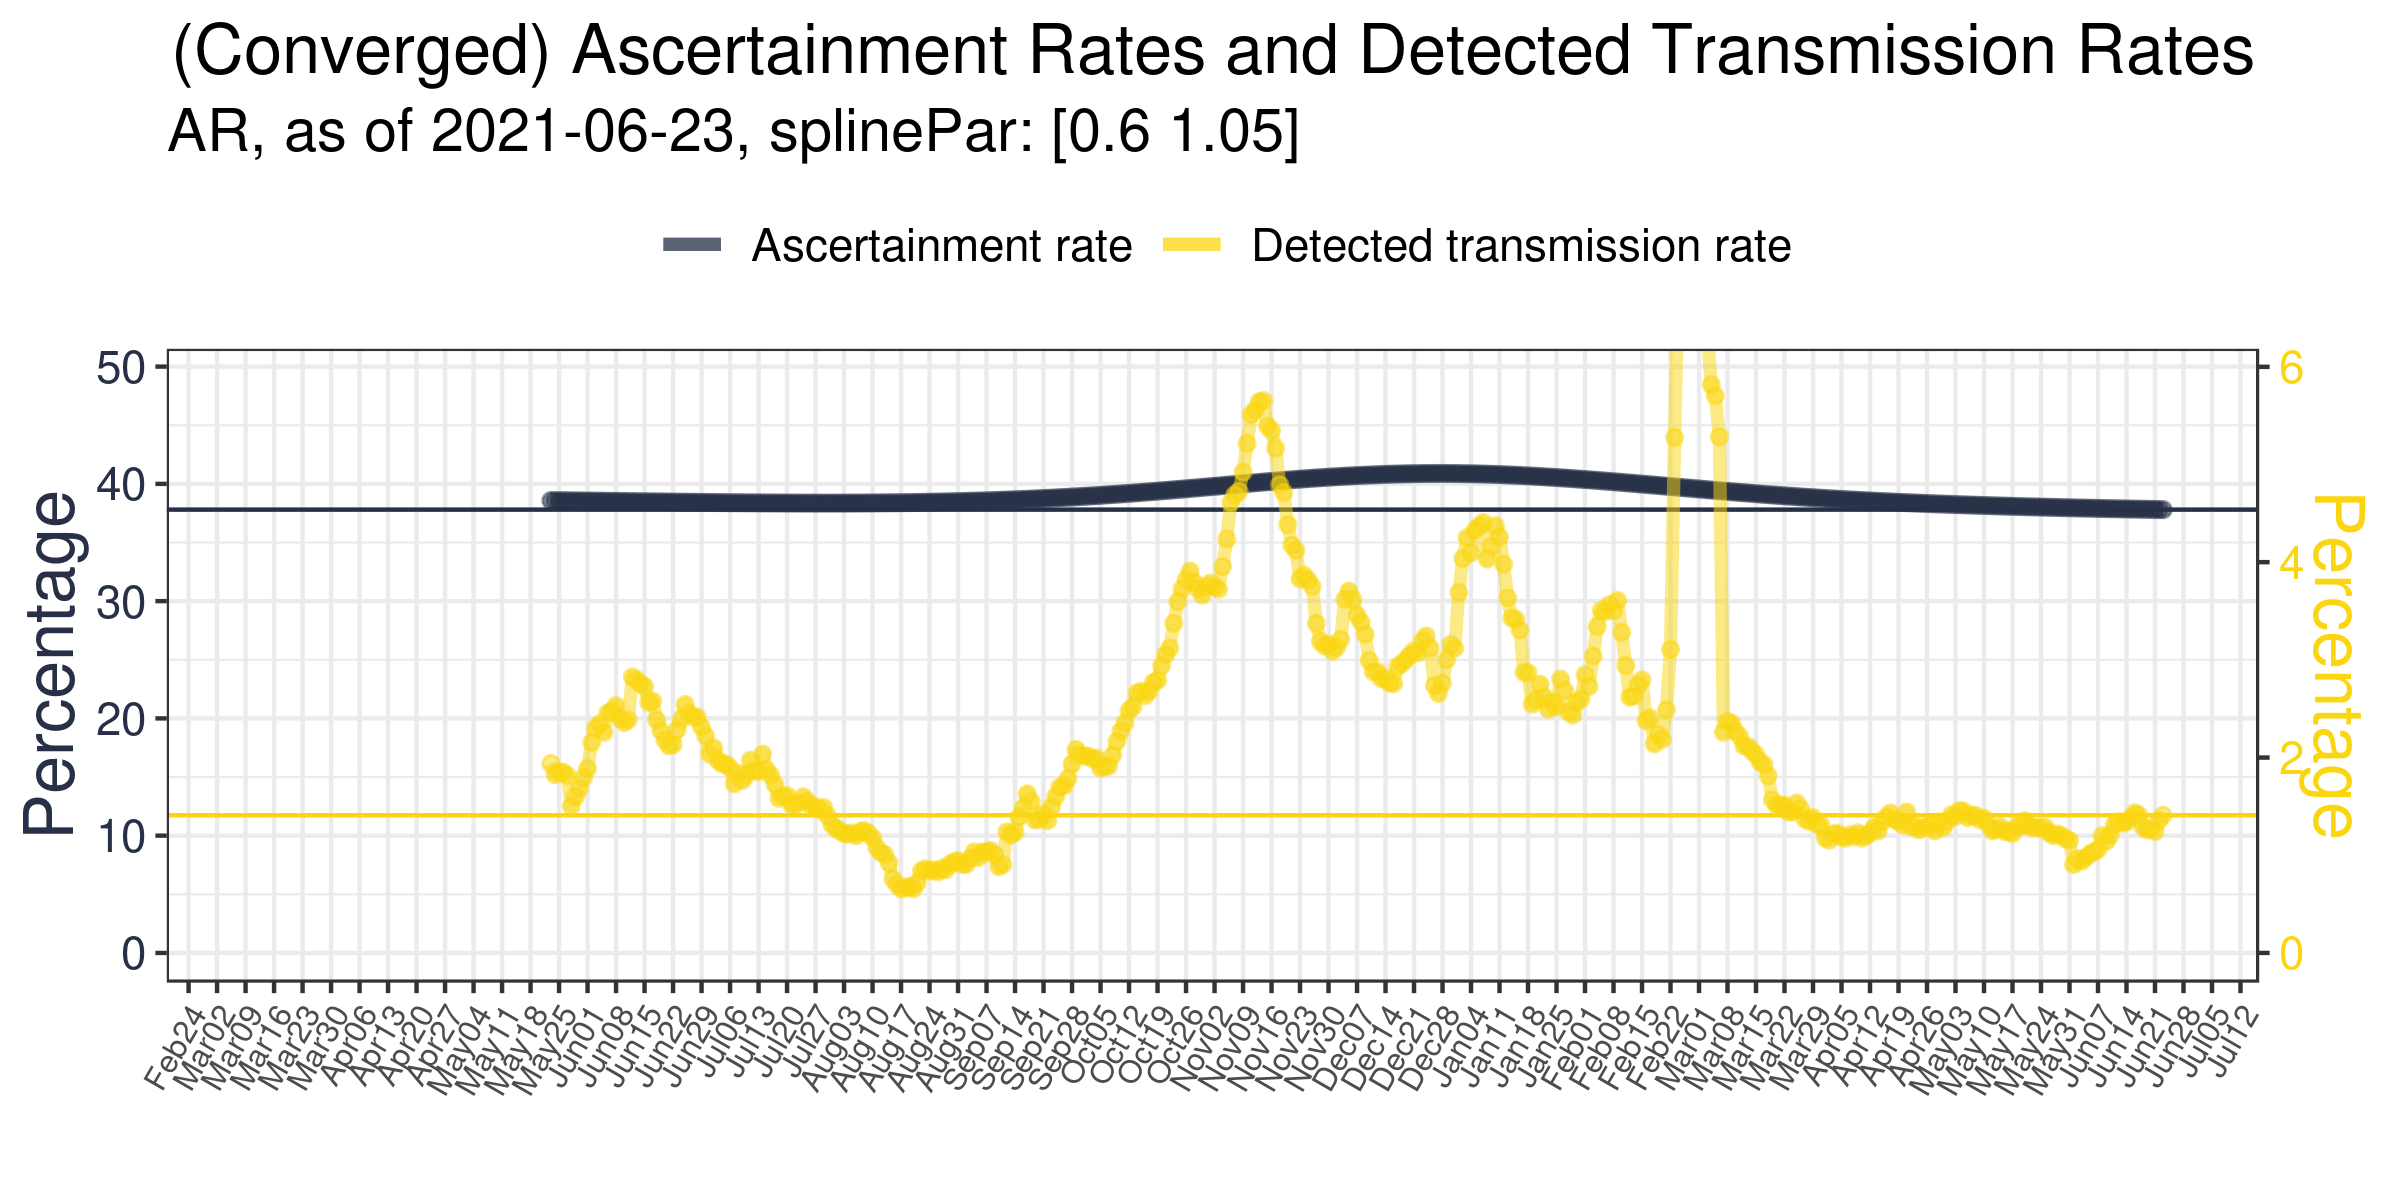 (Converged) Ascertainment Rates and Detected Transmission Rates
AR, as of 2021-06-23, splinePar: [0.6 1.05]
Ascertainment rate
Detected transmission rate
Percentage
50
40
30
20
10
0
6
4
2
0
Percentage
Feb24
Mar02
Mar09
Mar16
Mar23
Mar30
Apr06
Apr13
Apr20
Apr27
May04
May11
May18
May25
Jun01
Jun08
Jun15
Jun22
Jun29
Jul06
Jul13
Jul20
Jul27
Aug03
Aug10
Aug17
Aug24
Aug31
Sep07
Sep14
Sep21
Sep28
Oct05
Oct12
Oct19
Oct26
Nov02
Nov09
Nov16
Nov23
Nov30
Dec07
Dec14
Dec21
Dec28
Jan04
Jan11
Jan18
Jan25
Feb01
Feb08
Feb15
Feb22
Mar01
Mar08
Mar15
Mar22
Mar29
Apr05
Apr12
Apr19
Apr26
May03
May10
May17
May24
May31
Jun07
Jun14
Jun21
Jun28
Jul05
Jul12